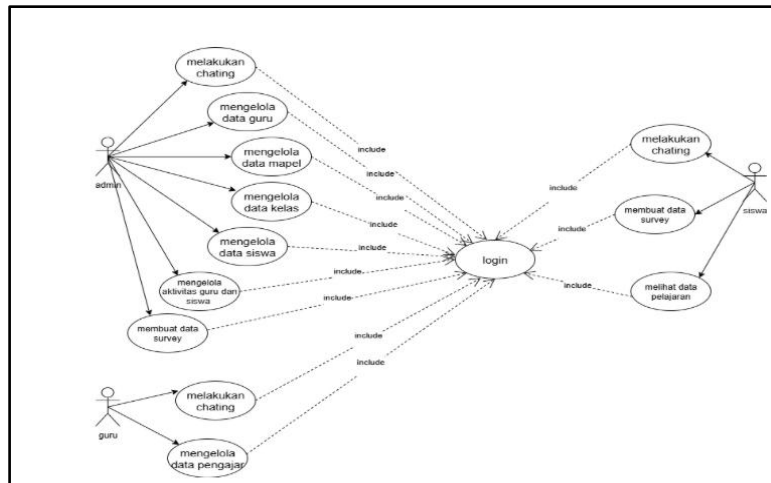 melakukan
chating
include
mengelola
data guru
include
admin
mengelola
data mapel
include
mengelola
data kelas
include
mengelola
data siswa
include
mengelola
aktivitas guru dan
siswa
include
membuat data
survey
include
login
melakukan
chating
include
siswa
membuat data
survey
include
melihat data
pelajaran
include
guru
melakukan
chating
include
mengelola
data pengajar
include